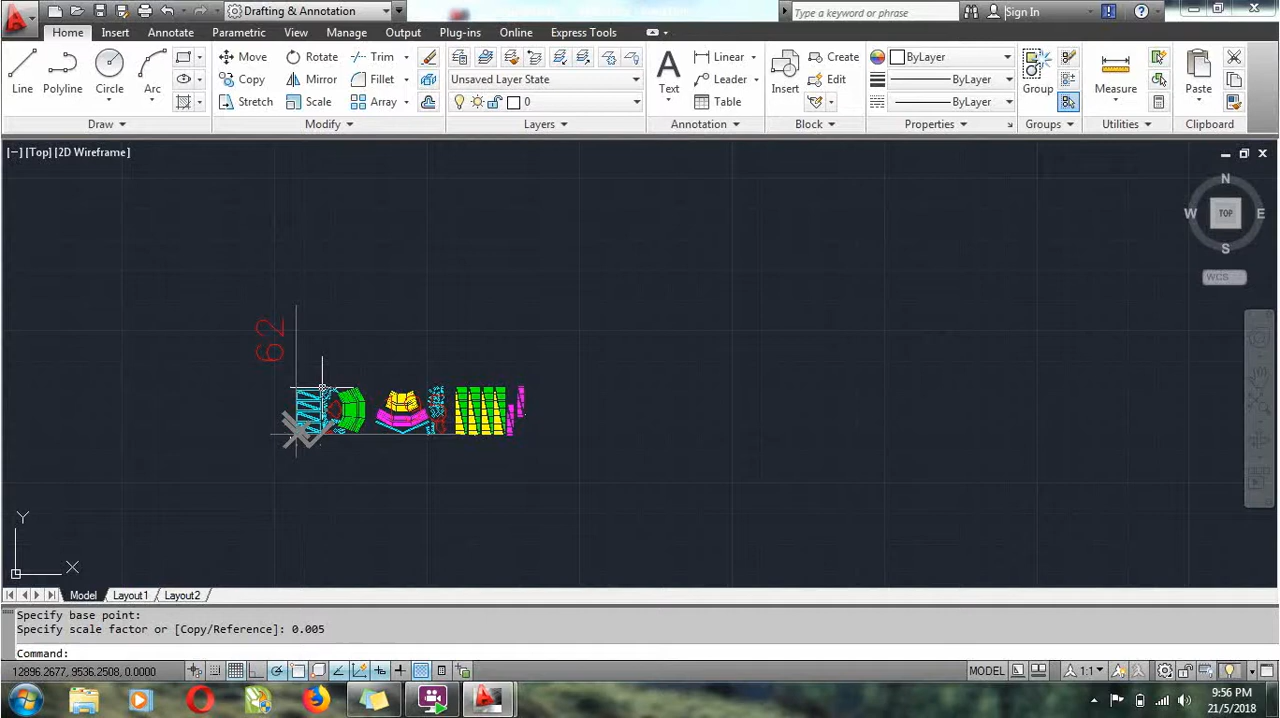 Drafting & Annotation
Type a keyword or phrase
Sign In
Home Insert Annotate Parametric View Manage Output Plug-ins Online Express Tools
Line
Polyline
Circle
Arc
Move Rotate Trim
Copy Mirror Fillet
Stretch Scale Array
Unsaved Layer State
0
Text
Linear
Leader
Table
Insert
Create
Edit
ByLayer
ByLayer
ByLayer
Group
Measure
Paste
Draw Modify Layers Annotation Block Properties Groups Utilities Clipboard
[−] [Top] [2D Wireframe]
N
W TOP E
S
WCS
62
Y
X
Model Layout1 Layout2
Specify base point:
Specify scale factor or [Copy/Reference]: 0.005
Command:
12896.2677, 9536.2508, 0.0000
MODEL
1:1
9:56 PM
21/5/2018